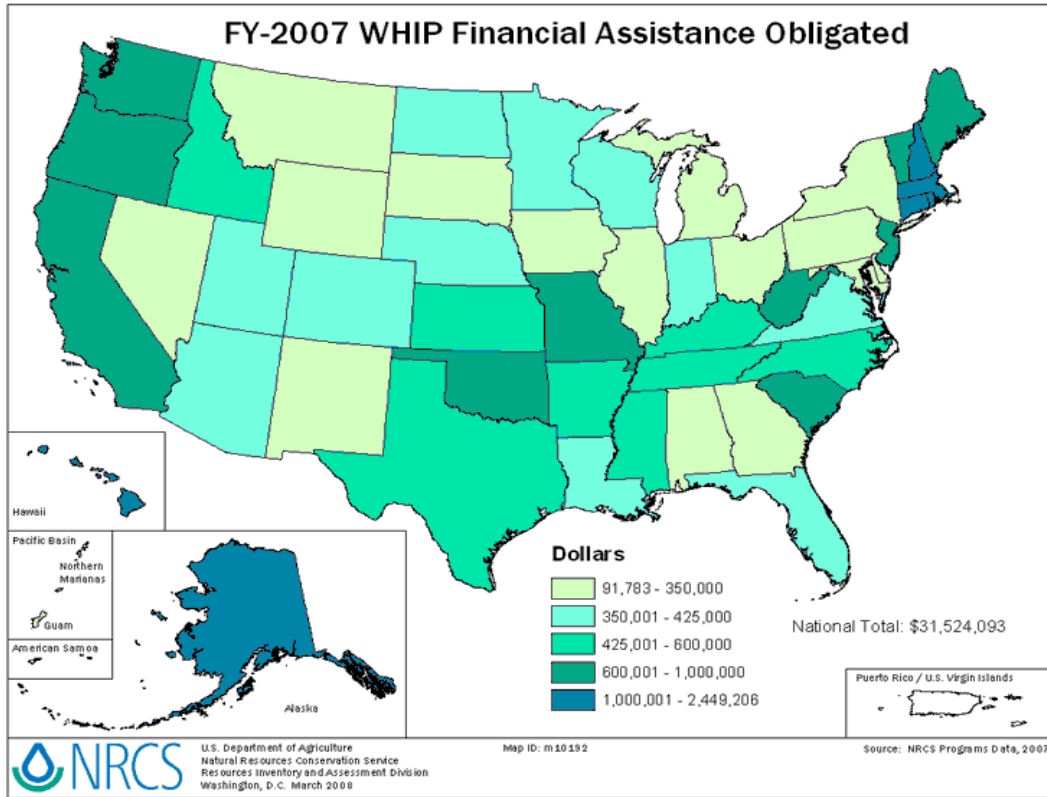 FY-2007 WHIP Financial Assistance Obligated
Hawaii
Pacific Basin
Northern
Marianas
Guam
American Samoa
Alaska
Dollars
91,783 - 350,000
350,001 - 425,000
425,001 - 600,000
600,001 - 1,000,000
1,000,001 - 2,449,206
National Total: $31,524,093
Puerto Rico / U.S. Virgin Islands
NRCS
U.S. Department of Agriculture
Natural Resources Conservation Service
Resources Inventory and Assessment Division
Washington, D.C. March 2008
Map ID: m10192
Source: NRCS Programs Data, 2007